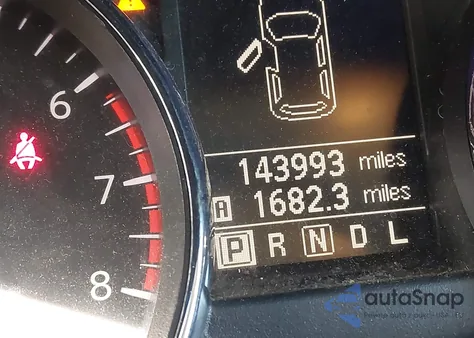 6
7
8
143993 miles
A 1682.3 miles
P R N D L
autoSnap